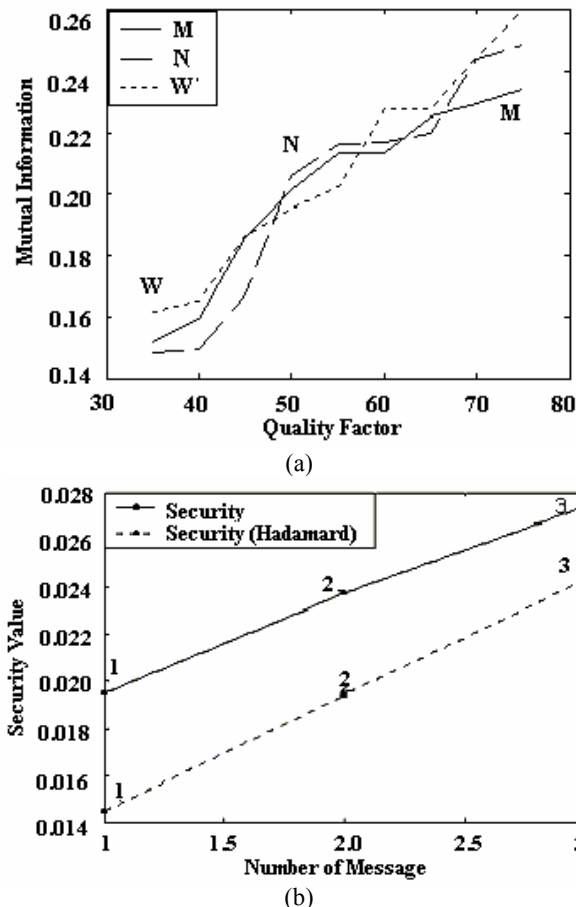 0.26
0.24
0.22
0.20
0.18
0.16
0.14
Mutual Information
M
N
W'
N
M
W
30 40 50 60 70 80
Quality Factor
(a)
0.028
0.026
0.024
0.022
0.020
0.018
0.016
0.014
Security Value
Security
Security (Hadamard)
3
3
2
2
1
1
1 1.5 2.0 2.5
Number of Message
(b)